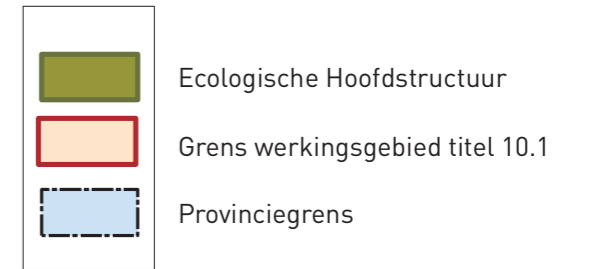 Ecologische Hoofdstructuur
Grens werkingsgebied titel 10.1
Provinciegrens